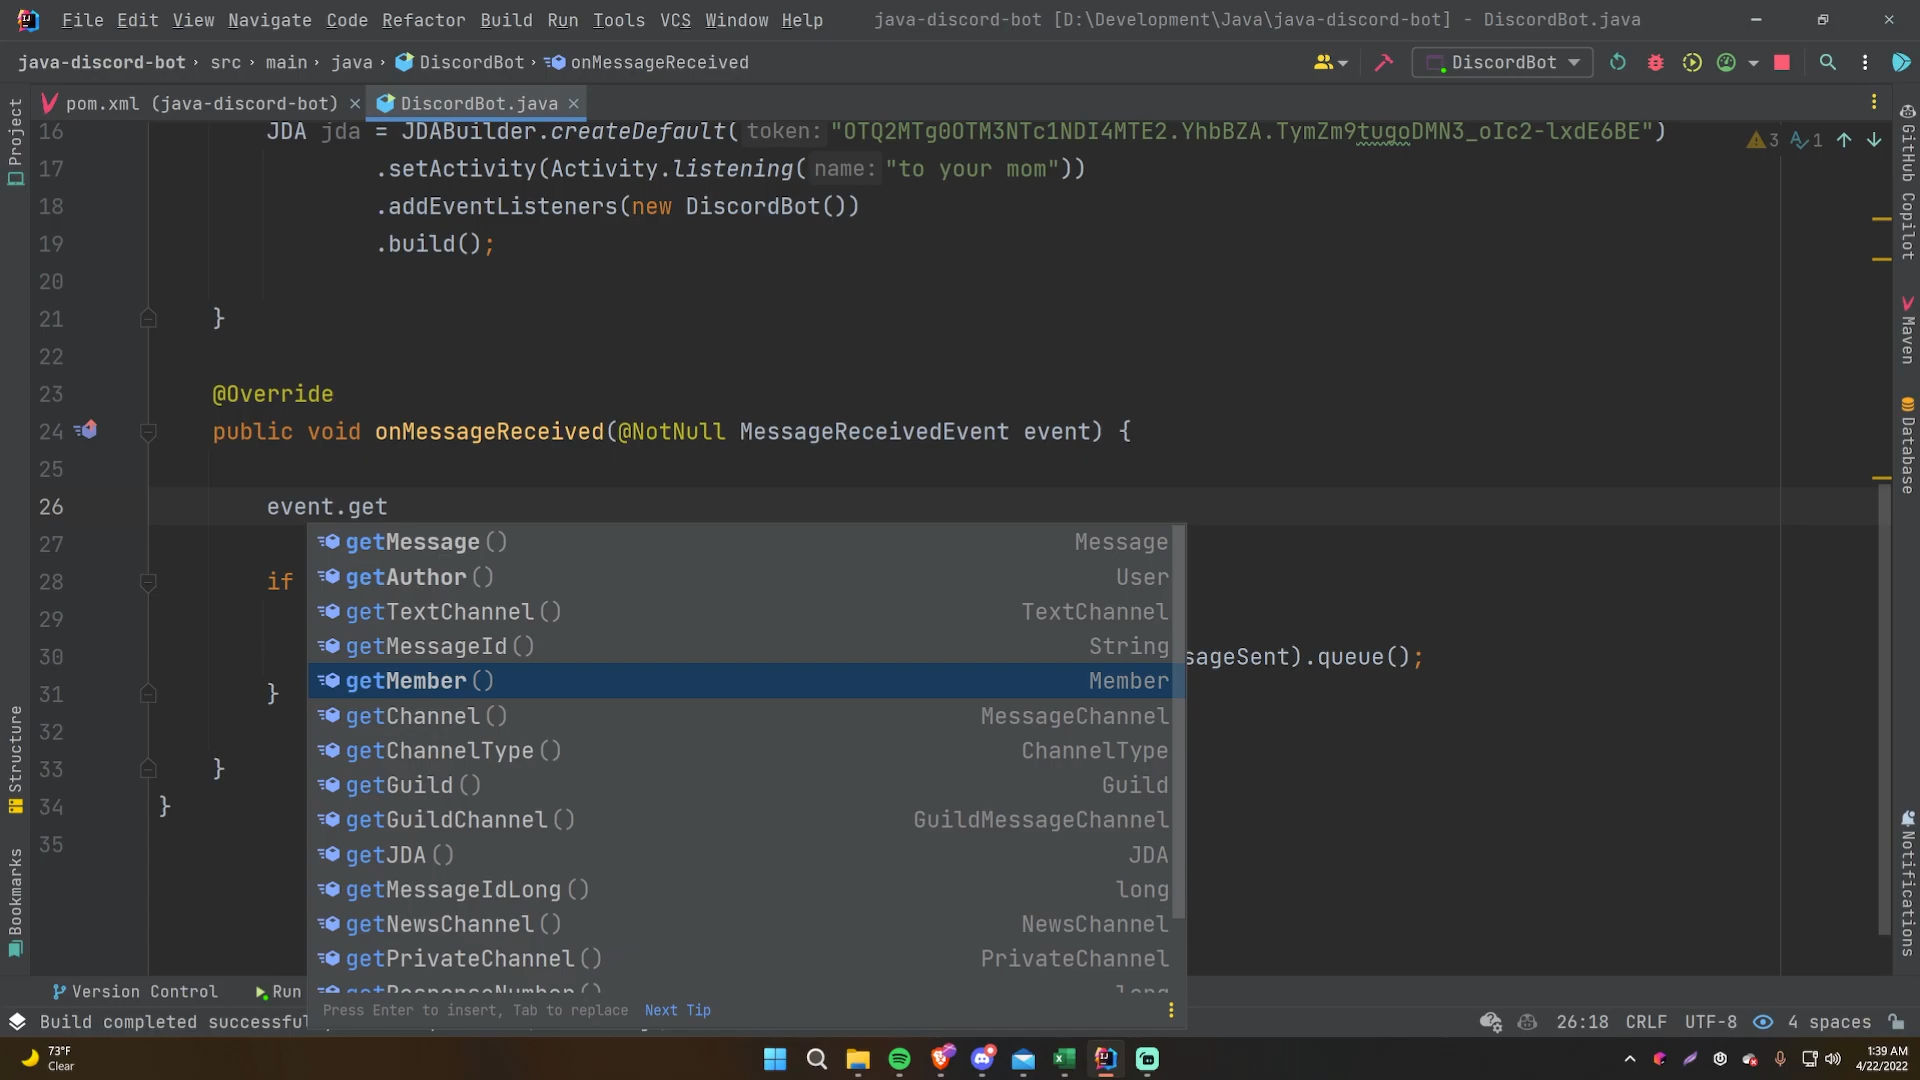 File Edit View Navigate Code Refactor Build Run Tools VCS Window Help java-discord-bot [D:\Development\Java\java-discord-bot] - DiscordBot.java
java-discord-bot › src › main › java › DiscordBot › onMessageReceived DiscordBot
pom.xml (java-discord-bot) DiscordBot.java
16 JDA jda = JDABuilder.createDefault( token: "OTQ2MTg0OTM3NTc1NDI4MTE2.YhbBZA.TymZm9tugoDMN3_oIc2-lxdE6BE") 3 1
17 .setActivity(Activity.listening( name: "to your mom"))
18 .addEventListeners(new DiscordBot())
19 .build();
20
21 }
22
23 @Override
24 public void onMessageReceived(@NotNull MessageReceivedEvent event) {
25
26 event.get
27 getMessage() Message
28 if getAuthor() User
29 getTextChannel() TextChannel
30 getMessageId() String sageSent).queue();
31 } getMember() Member
32 getChannel() MessageChannel
getChannelType() ChannelType
33 } getGuild() Guild
34 } getGuildChannel() GuildMessageChannel
35 getJDA() JDA
getMessageIdLong() long
getNewsChannel() NewsChannel
getPrivateChannel() PrivateChannel
getResponseNumber() long
Press Enter to insert, Tab to replace Next Tip
Project
Structure
Bookmarks
GitHub Copilot
Maven
Database
Notifications
Version Control Run
Build completed successful 26:18 CRLF UTF-8 4 spaces
73°F
Clear
1:39 AM
4/22/2022